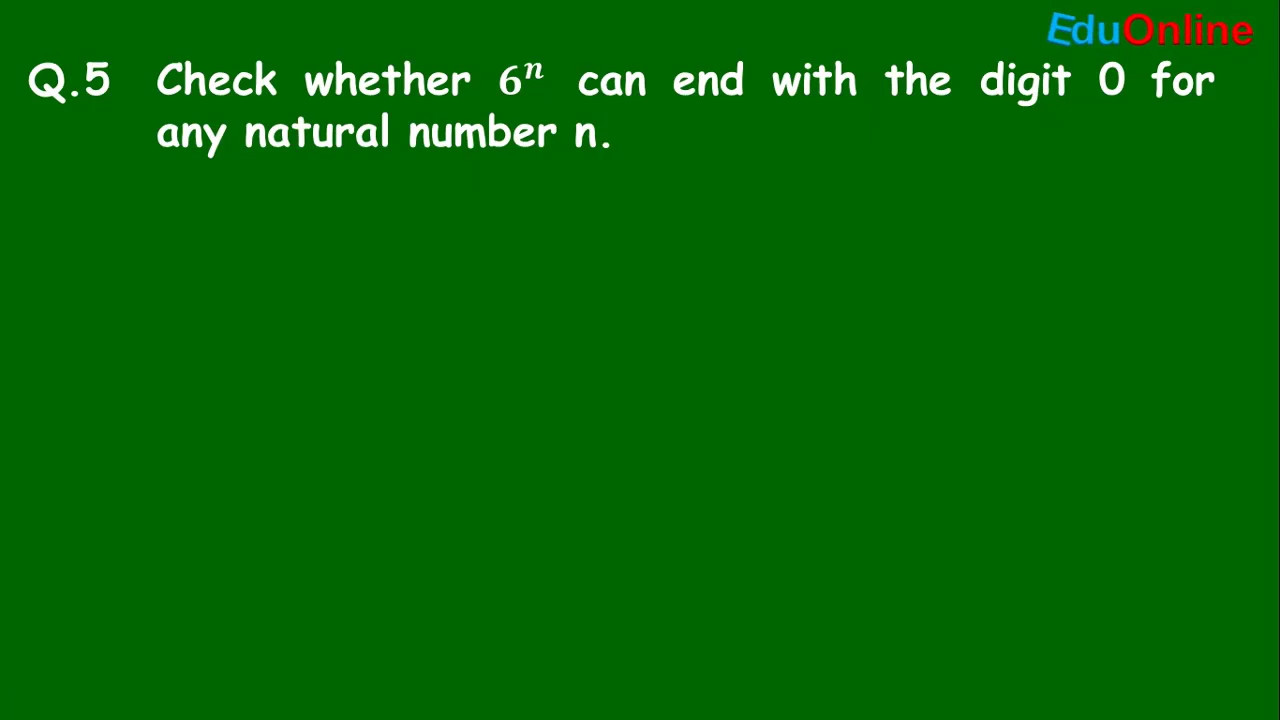 EduOnline
Q.5 Check whether 6ⁿ can end with the digit 0 for
any natural number n.